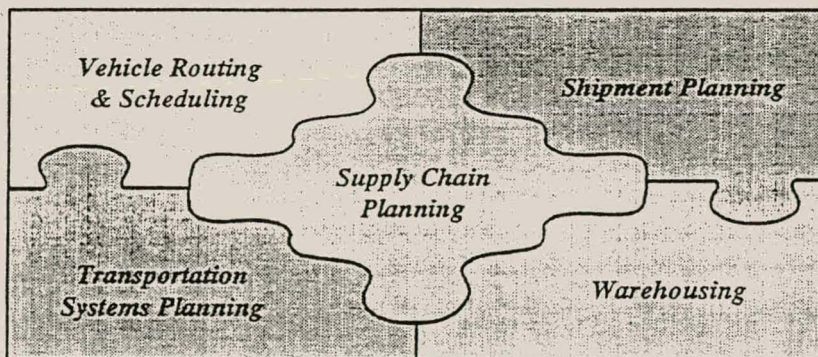 Vehicle Routing
& Scheduling
Shipment Planning
Supply Chain
Planning
Transportation
Systems Planning
Warehousing